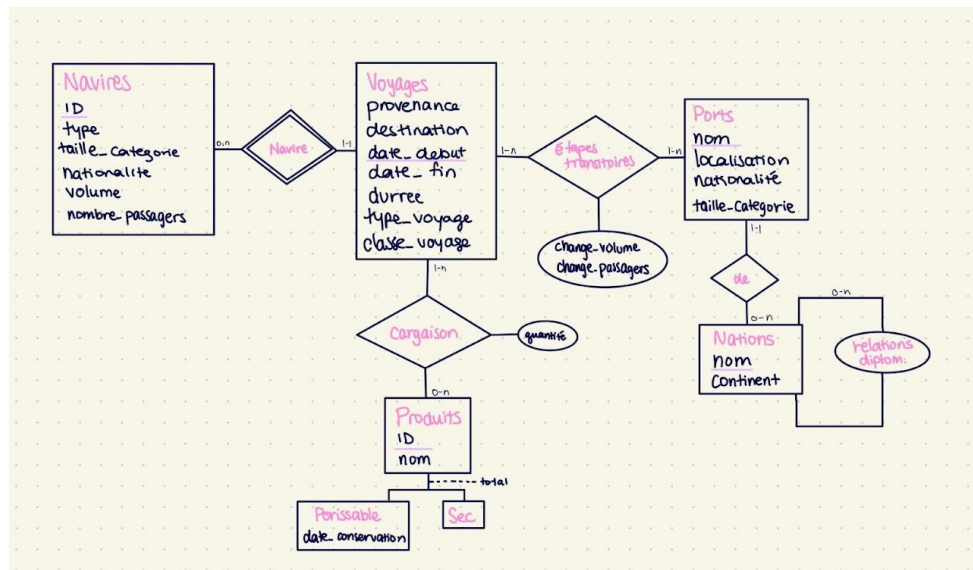 Navires
ID
type
taille_categorie
nationalite
volume
nombre_passagers
0,n
Navire
1-1
Voyages
provenance
destination
date_debut
date_fin
durree
type_voyage
classe_voyage
1-n
étapes
transitoires
1-n
change_volume
change_passagers
Ports
nom
localisation
nationalité
taille_categorie
1-1
de
0-n
Nations
nom
Continent
0-n
relations
diplom.
1-n
Cargaison.
quantité
0-n
Produits
ID
nom
total
Perissable
date_conservation
Sec